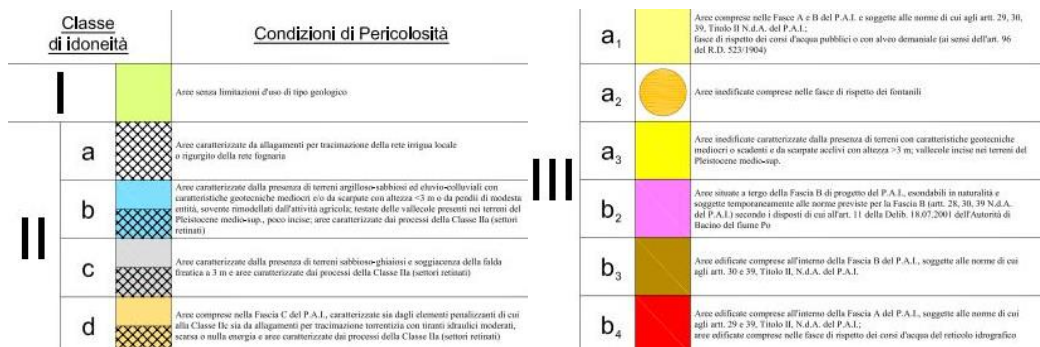 Classe
di idoneità
Condizioni di Pericolosità
I
Aree senza limitazioni d'uso di tipo geologico
II
a
Aree caratterizzate da allagamenti per tracimazione della rete irrigua locale
o rigurgito della rete fognaria
b
Aree caratterizzate dalla presenza di terreni argilloso-sabbiosi ed eluvio-colluviali con
caratteristiche geotecniche mediocri e/o da scarpate con altezza <3 m o da pendii di modesta
entità, sovente rimodellati dall'attività agricola; testate delle vallecole presenti nei terreni del
Pleistocene medio-sup., poco incise; aree caratterizzate dai processi della Classe IIa (settori
retinati)
c
Aree caratterizzate dalla presenza di terreni sabbioso-ghiaiosi e soggiacenza della falda
freatica a 3 m e aree caratterizzate dai processi della Classe IIa (settori retinati)
d
Aree comprese nella Fascia C del P.A.I., caratterizzate sia dagli elementi penalizzanti di cui
alla Classe IIc sia da allagamenti per tracimazione torrentizia con tiranti idraulici moderati,
scarsa o nulla energia e aree caratterizzate dai processi della Classe IIa (settori retinati)
III
a1
Aree comprese nelle Fasce A e B del P.A.I. e soggette alle norme di cui agli artt. 29, 30,
39, Titolo II N.d.A. del P.A.I.;
fasce di rispetto dei corsi d'acqua pubblici o con alveo demaniale (ai sensi dell'art. 96
del R.D. 523/1904)
a2
Aree inedificate comprese nelle fasce di rispetto dei fontanili
a3
Aree inedificate caratterizzate dalla presenza di terreni con caratteristiche geotecniche
mediocri o scadenti e da scarpate acclivi con altezza >3 m; vallecole incise nei terreni del
Pleistocene medio-sup.
b2
Aree situate a tergo della Fascia B di progetto del P.A.I., esondabili in naturalità e
soggette temporaneamente alle norme previste per la Fascia B (artt. 28, 30, 39 N.d.A.
del P.A.I.) secondo i disposti di cui all'art. 11 della Delib. 18.07.2001 dell'Autorità di
Bacino del fiume Po
b3
Aree edificate comprese all'interno della Fascia B del P.A.I., soggette alle norme di cui
agli artt. 30 e 39, Titolo II, N.d.A. del P.A.I.
b4
Aree edificate comprese all'interno della Fascia A del P.A.I., soggette alle norme di cui
agli artt. 29 e 39, Titolo II, N.d.A. del P.A.I.;
aree edificate comprese nelle fasce di rispetto dei corsi d'acqua del reticolo idrografico